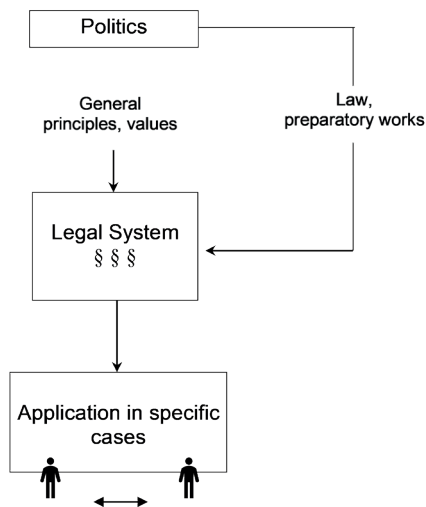 Politics
General
principles, values
Law,
preparatory works
Legal System
§ § §
Application in specific
cases